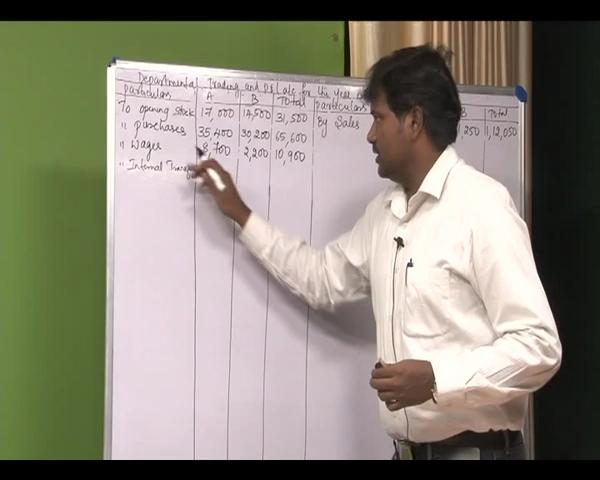 Departmental Trading and P& L a/c for the Year
particulars A B Total particulars B Total
To opening Stock 17,000 14,500 31,500 By Sales 1,250 1,12,050
" purchases 35,400 30,200 65,600
" Wages 8,700 2,200 10,900
" Internal